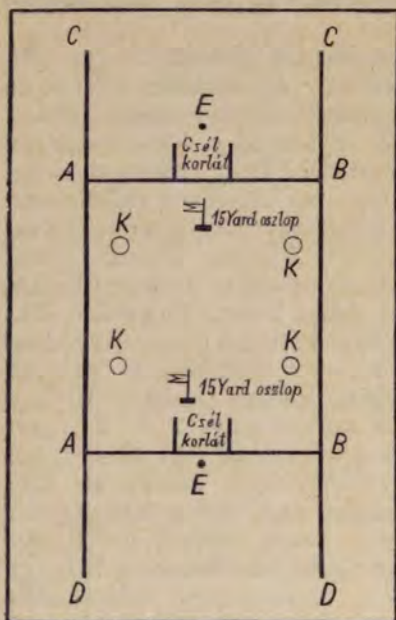 C C
E
Csél
korlát
A B
M
15 Yard oszlop
K K
K K
M
15 Yard osslop
Csél
korlát
A B
E
D D